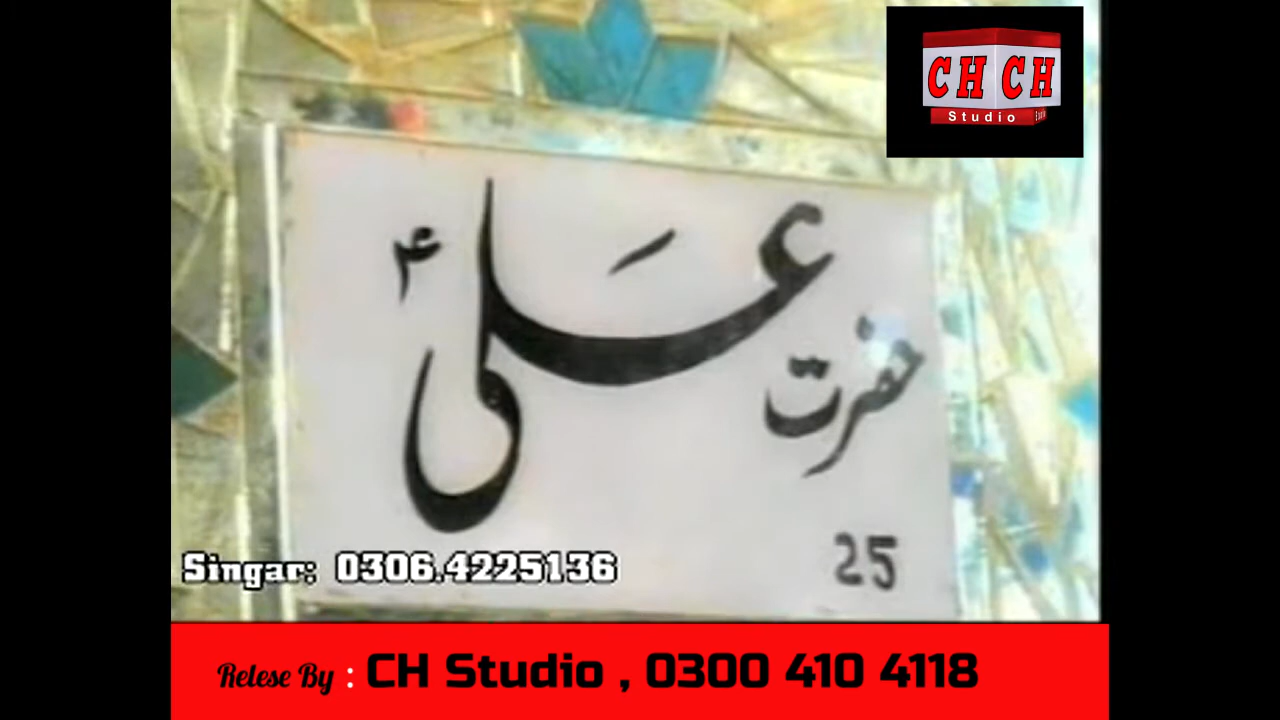 CH CH
Studio
حضرت علی ؑ
25
Singar: 0306.4225136
Relese By : CH Studio , 0300 410 4118